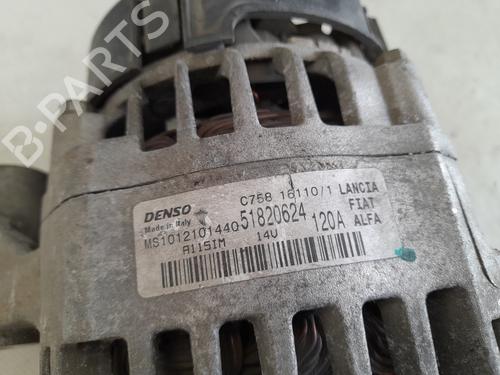 B-PARTS
DENSO C758 16110/1 LANCIA
Made in Italy 51820624 FIAT
MS1012101440 120A ALFA
A115IM 14V